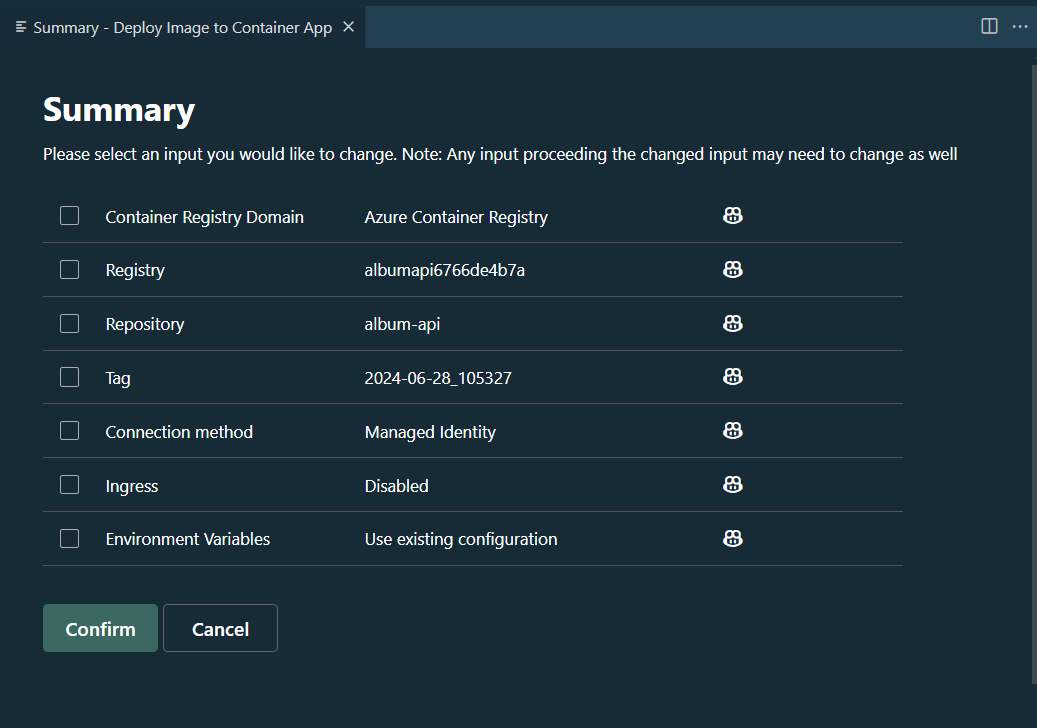 Summary - Deploy Image to Container App
Summary
Please select an input you would like to change. Note: Any input proceeding the changed input may need to change as well
Container Registry Domain Azure Container Registry
Registry albumapi6766de4b7a
Repository album-api
Tag 2024-06-28_105327
Connection method Managed Identity
Ingress Disabled
Environment Variables Use existing configuration
Confirm Cancel